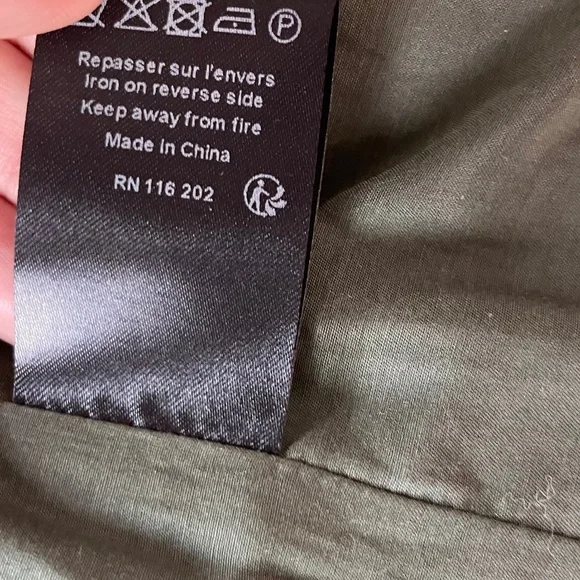 P
Repasser sur l'envers
Iron on reverse side
Keep away from fire
Made in China
RN 116 202